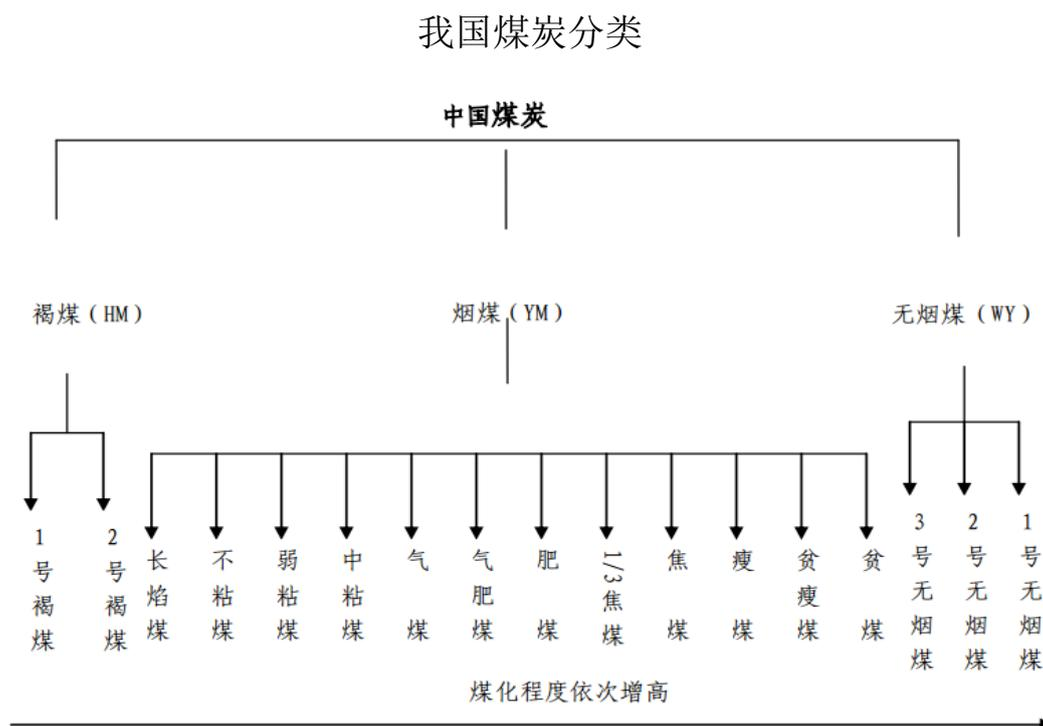 我国煤炭分类
中国煤炭
褐煤(HM)
烟煤(YM)
无烟煤(WY)
1号褐煤
2号褐煤
长焰煤
不粘煤
弱粘煤
中粘煤
气煤
气肥煤
肥煤
1/3焦煤
焦煤
瘦煤
贫瘦煤
贫煤
3号无烟煤
2号无烟煤
1号无烟煤
煤化程度依次增高